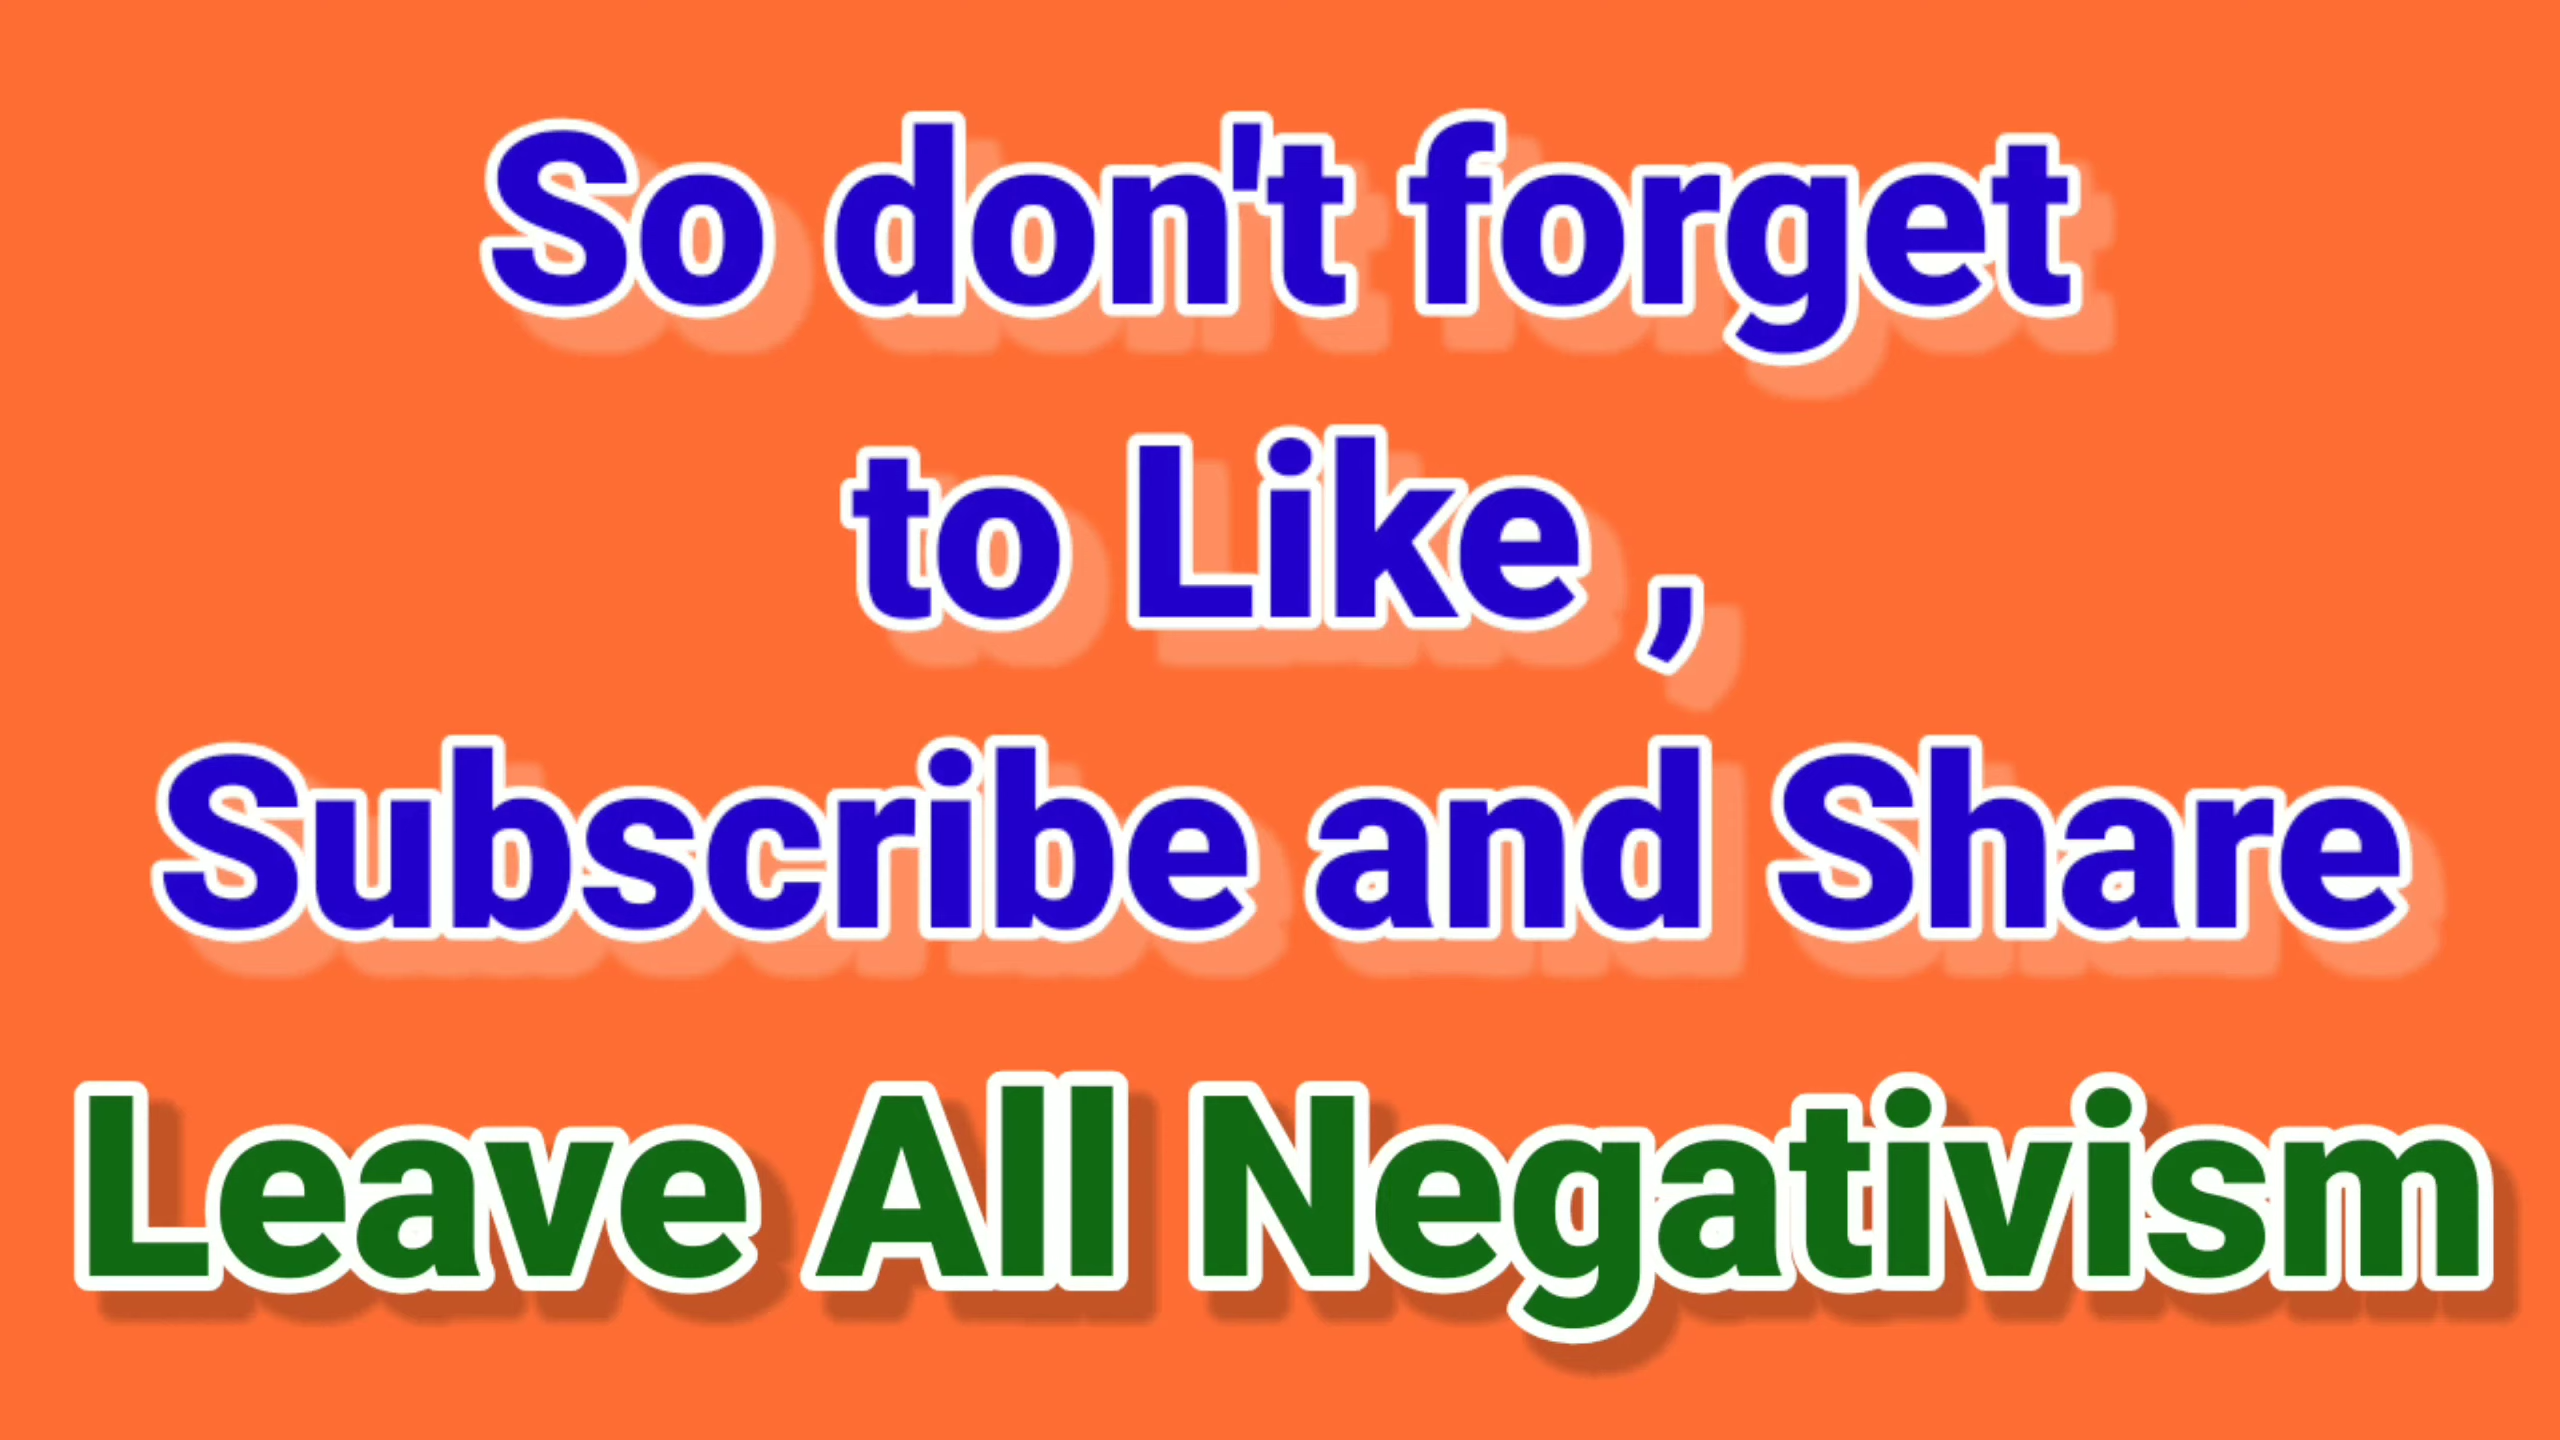 So don't forget
to Like ,
Subscribe and Share
Leave All Negativism